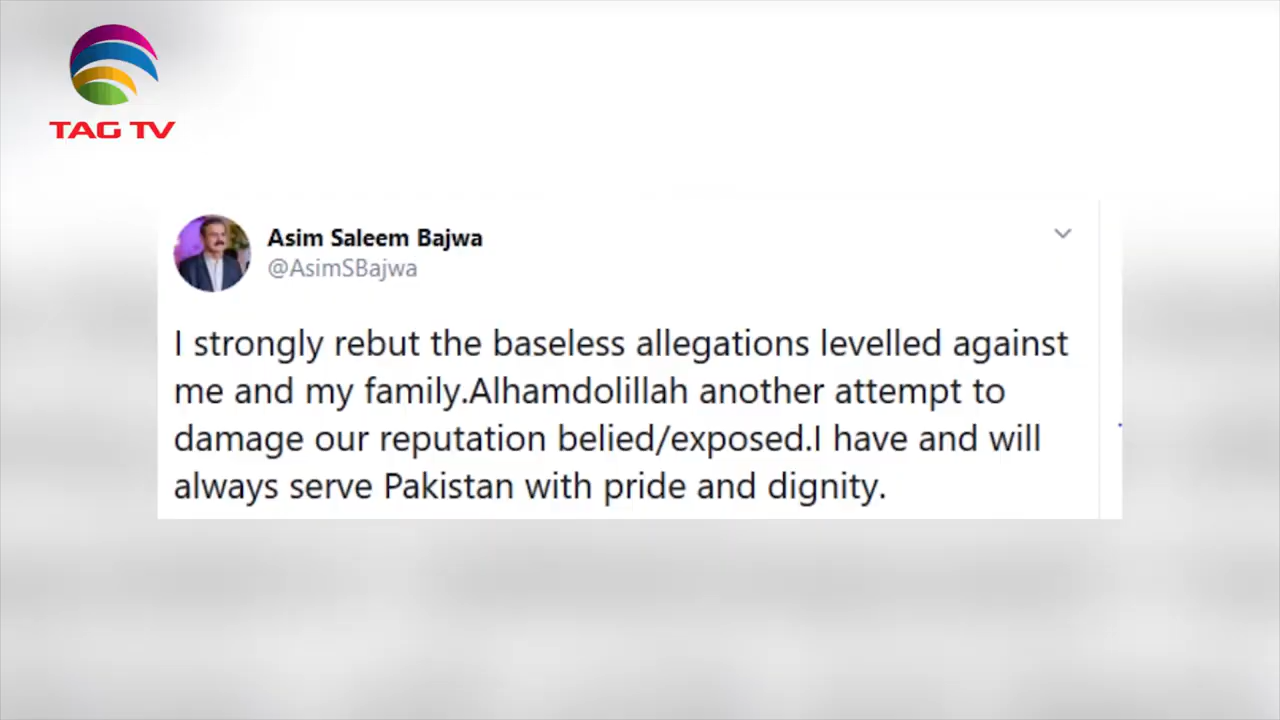 TAG TV
Asim Saleem Bajwa
@AsimSBajwa
I strongly rebut the baseless allegations levelled against
me and my family.Alhamdolillah another attempt to
damage our reputation belied/exposed.I have and will
always serve Pakistan with pride and dignity.